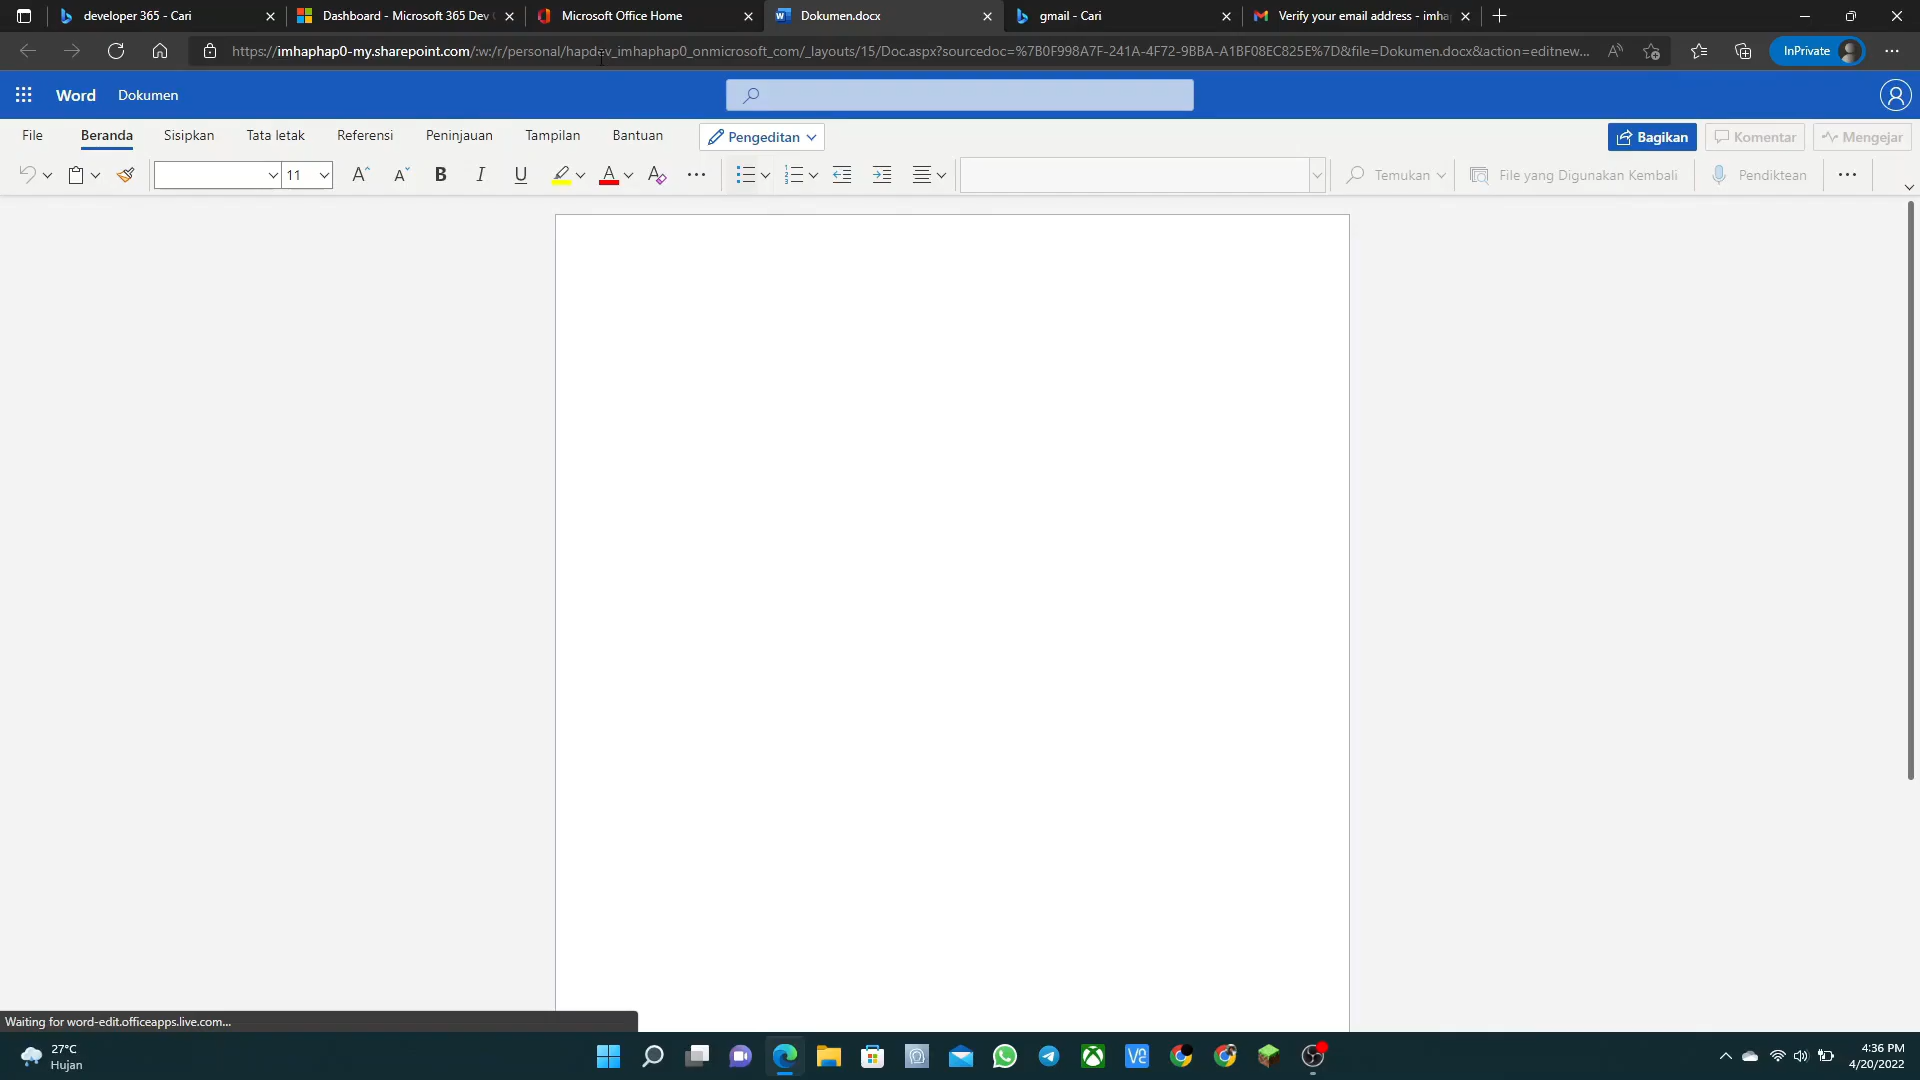 developer 365 - Cari
Dashboard - Microsoft 365 Dev
Microsoft Office Home
Dokumen.docx
gmail - Cari
Verify your email address - imha
https://imhaphap0-my.sharepoint.com/:w:/r/personal/hapdev_imhaphap0_onmicrosoft_com/_layouts/15/Doc.aspx?sourcedoc=%7B0F998A7F-241A-4F72-9BBA-A1BF08EC825E%7D&file=Dokumen.docx&action=editnew...
InPrivate
Word Dokumen
File Beranda Sisipkan Tata letak Referensi Peninjauan Tampilan Bantuan Pengeditan Bagikan Komentar Mengejar
11 Temukan File yang Digunakan Kembali Pendiktean
Waiting for word-edit.officeapps.live.com...
27°C
Hujan
4:36 PM
4/20/2022